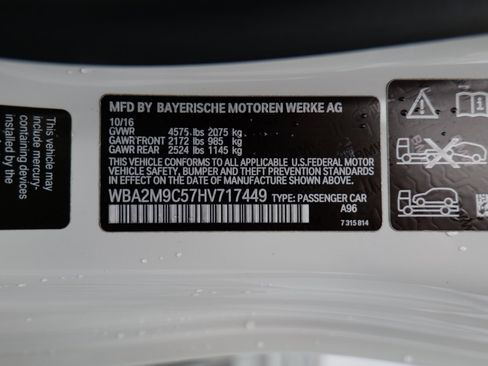 This vehicle may
include mercury-
containing devices
installed by the
MFD BY BAYERISCHE MOTOREN WERKE AG
10/16
GVWR 4575 lbs 2075 kg
GAWR FRONT 2172 lbs 985 kg
GAWR REAR 2524 lbs 1145 kg
THIS VEHICLE CONFORMS TO ALL APPLICABLE U.S.FEDERAL MOTOR
VEHICLE SAFETY, BUMPER AND THEFT PREVENTION STANDARDS
IN EFFECT ON THE DATE OF MANUFACTURE SHOWN ABOVE.
WBA2M9C57HV717449 TYPE: PASSENGER CAR
A96
7 315 814